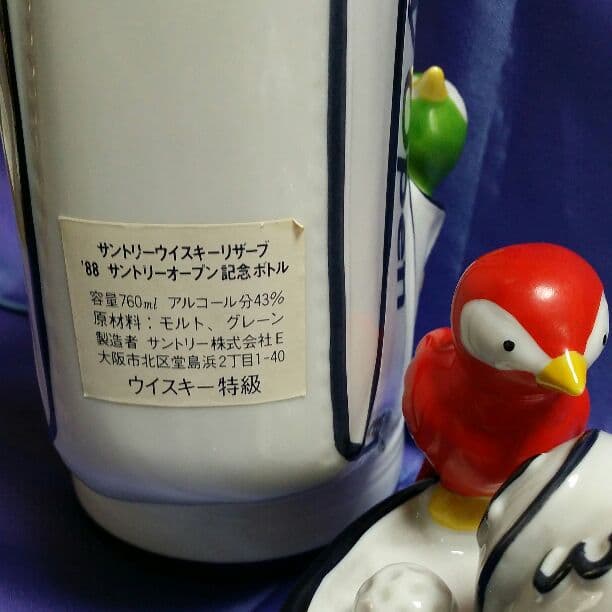 サントリーウイスキーリザーブ
'88 サントリーオープン記念ボトル
容量760ml アルコール分43%
原材料：モルト、グレーン
製造者 サントリー株式会社E
大阪市北区堂島浜2丁目1-40
ウイスキー特級
Open